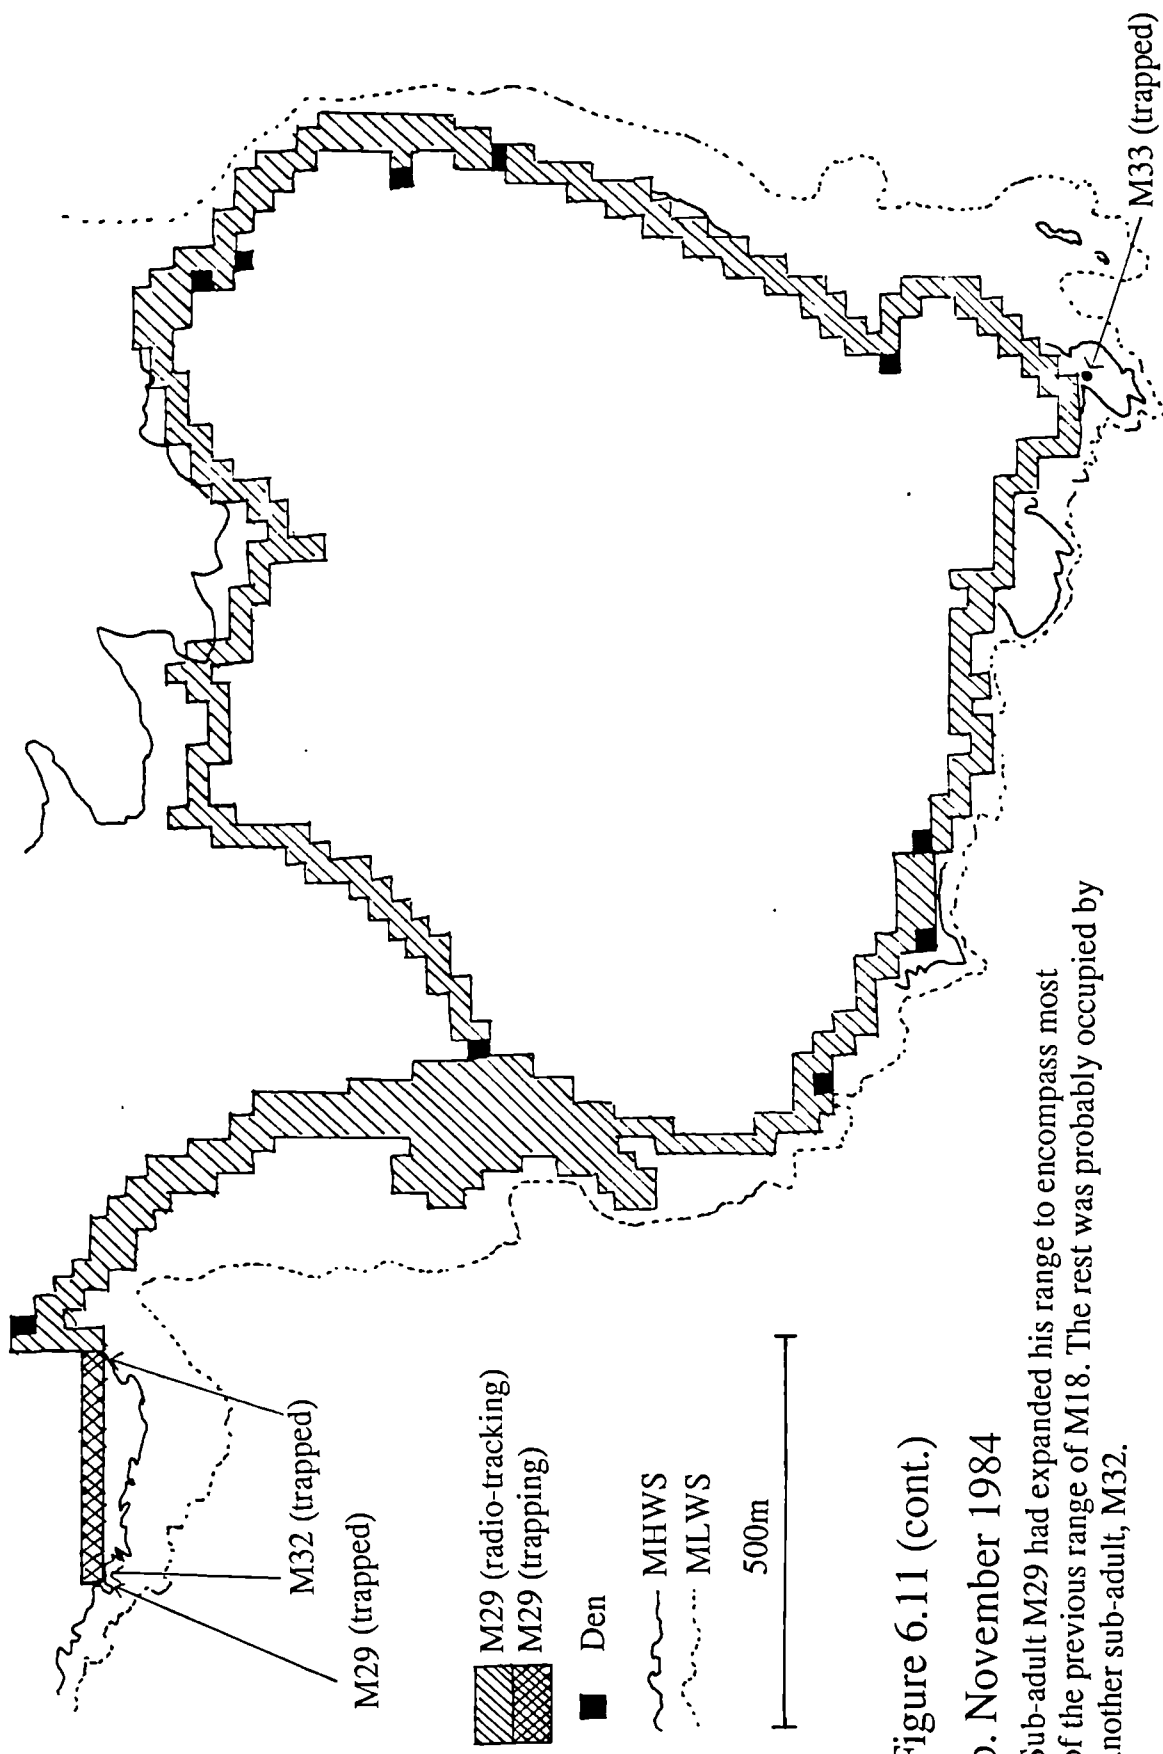 M33 (trapped)
M32 (trapped)
M29 (trapped)
M29 (radio-tracking)
M29 (trapping)
Den
MHWS
MLWS
500m
Figure 6.11 (cont.)
. November 1984
Sub-adult M29 had expanded his range to encompass most
of the previous range of M18. The rest was probably occupied by
another sub-adult, M32.